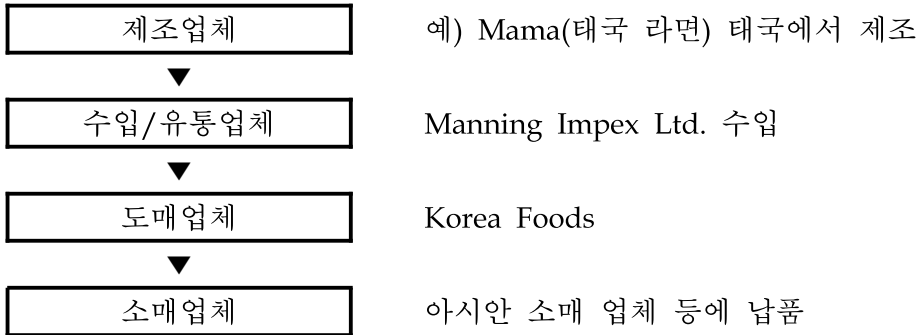 제조업체 예) Mama(태국 라면) 태국에서 제조
▼
수입/유통업체 Manning Impex Ltd. 수입
▼
도매업체 Korea Foods
▼
소매업체 아시안 소매 업체 등에 납품